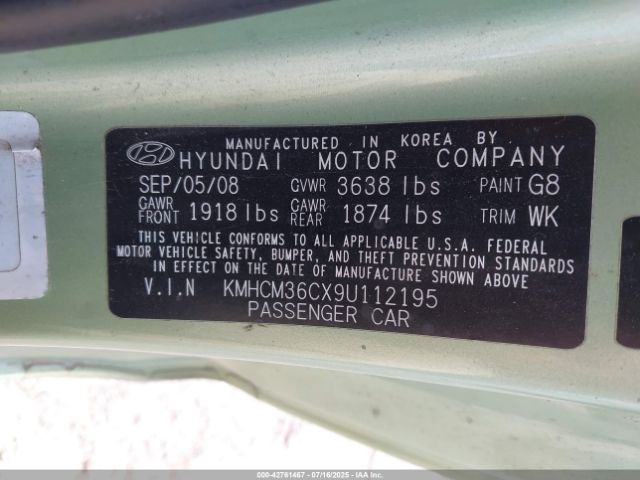 MANUFACTURED IN KOREA BY
HYUNDAI MOTOR COMPANY
SEP/05/08 GVWR 3638 lbs PAINT G8
GAWR FRONT 1918 lbs GAWR REAR 1874 lbs TRIM WK
THIS VEHICLE CONFORMS TO ALL APPLICABLE U.S.A. FEDERAL
MOTOR VEHICLE SAFETY, BUMPER, AND THEFT PREVENTION STANDARDS
IN EFFECT ON THE DATE OF MANUFACTURE SHOWN ABOVE
V.I.N KMHCM36CX9U112195
PASSENGER CAR
000-42761467 - 07/16/2025 - IAAI.COM